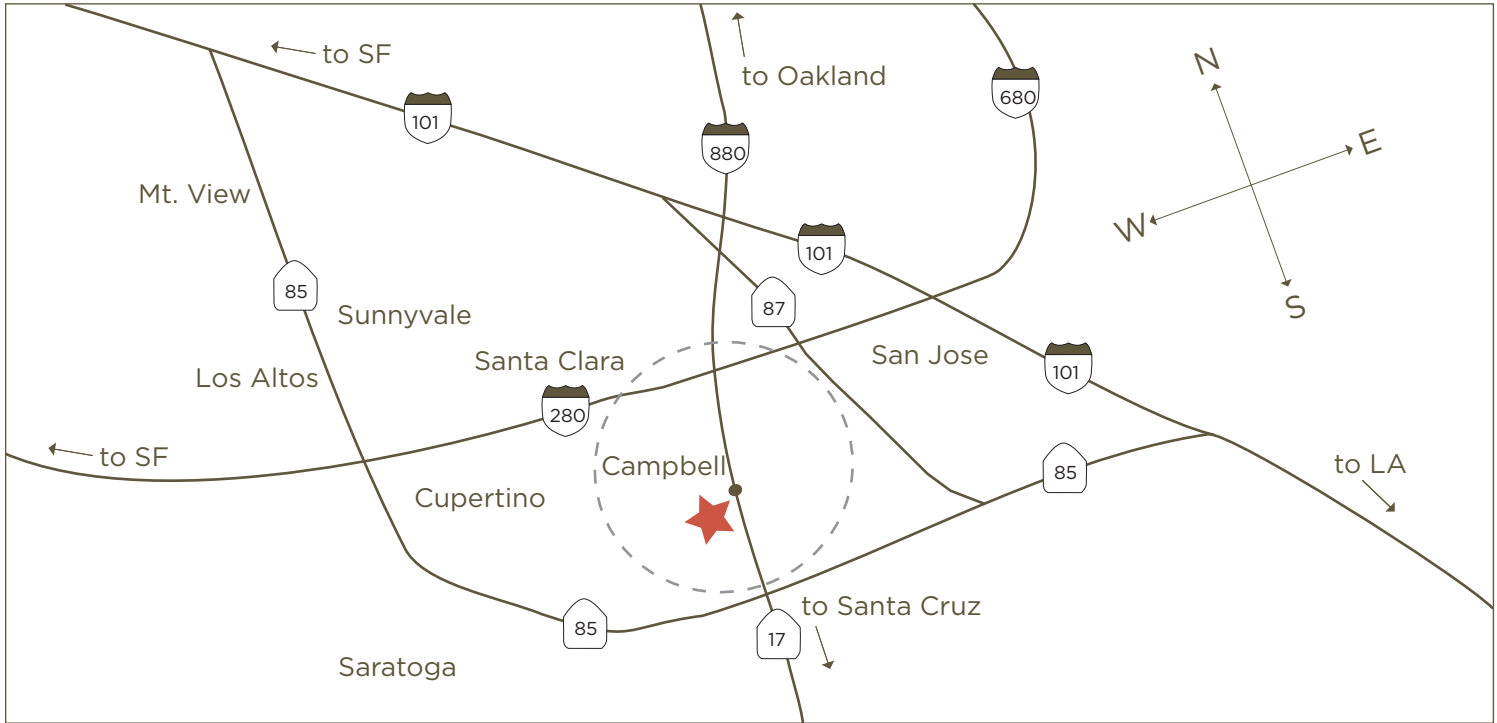 to SF
N
to Oakland
680
101
880
E
Mt. View
W
101
85
87
S
Sunnyvale
Santa Clara
San Jose
Los Altos
101
280
to SF
Campbell
85
to LA
Cupertino
to Santa Cruz
85
17
Saratoga